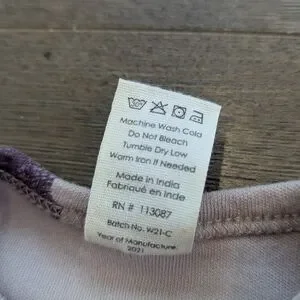 Machine Wash Cold
Do Not Bleach
Tumble Dry Low
Warm Iron If Needed
Made in India
Fabriqué en Inde
RN # 113087
Batch No. W21-C
Year of Manufacture
2021